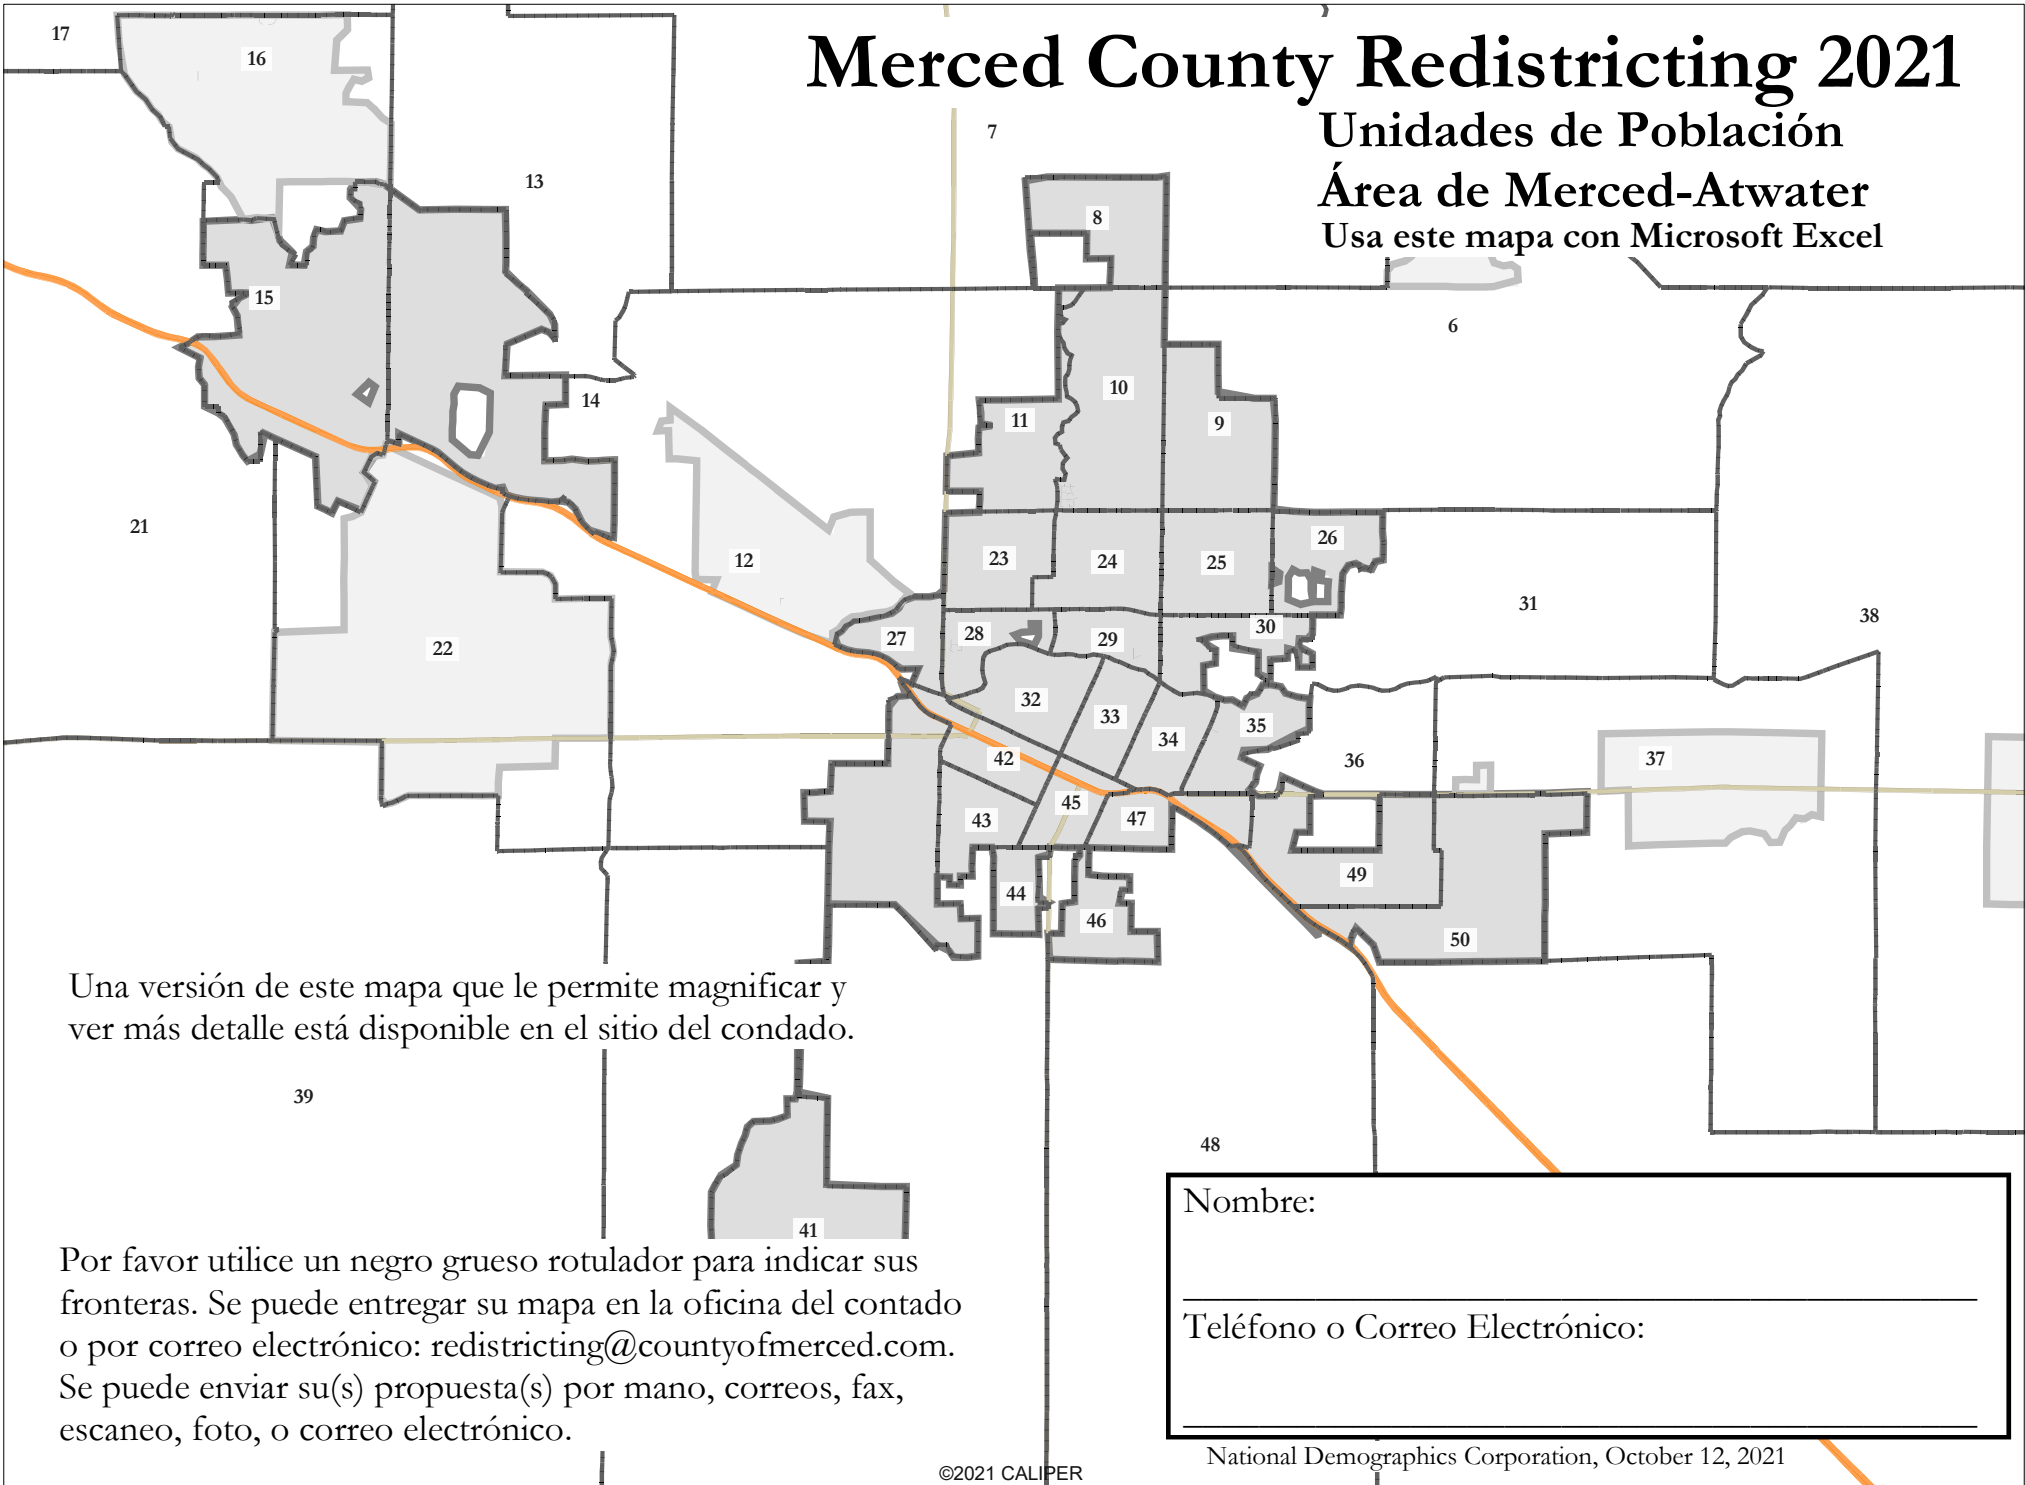 Merced County Redistricting 2021
Unidades de Población
Área de Merced-Atwater
Usa este mapa con Microsoft Excel
17
16
7
13
8
15
6
14
10
11
9
21
12
23
24
25
26
31
38
22
27
28
29
30
32
33
34
35
36
37
42
43
45
47
44
46
49
50
Una versión de este mapa que le permite magnificar y
ver más detalle está disponible en el sitio del condado.
39
48
41
Por favor utilice un negro grueso rotulador para indicar sus
fronteras. Se puede entregar su mapa en la oficina del contado
o por correo electrónico: redistricting@countyofmerced.com.
Se puede enviar su(s) propuesta(s) por mano, correos, fax,
escaneo, foto, o correo electrónico.
Nombre:
Teléfono o Correo Electrónico:
National Demographics Corporation, October 12, 2021
©2021 CALIPER